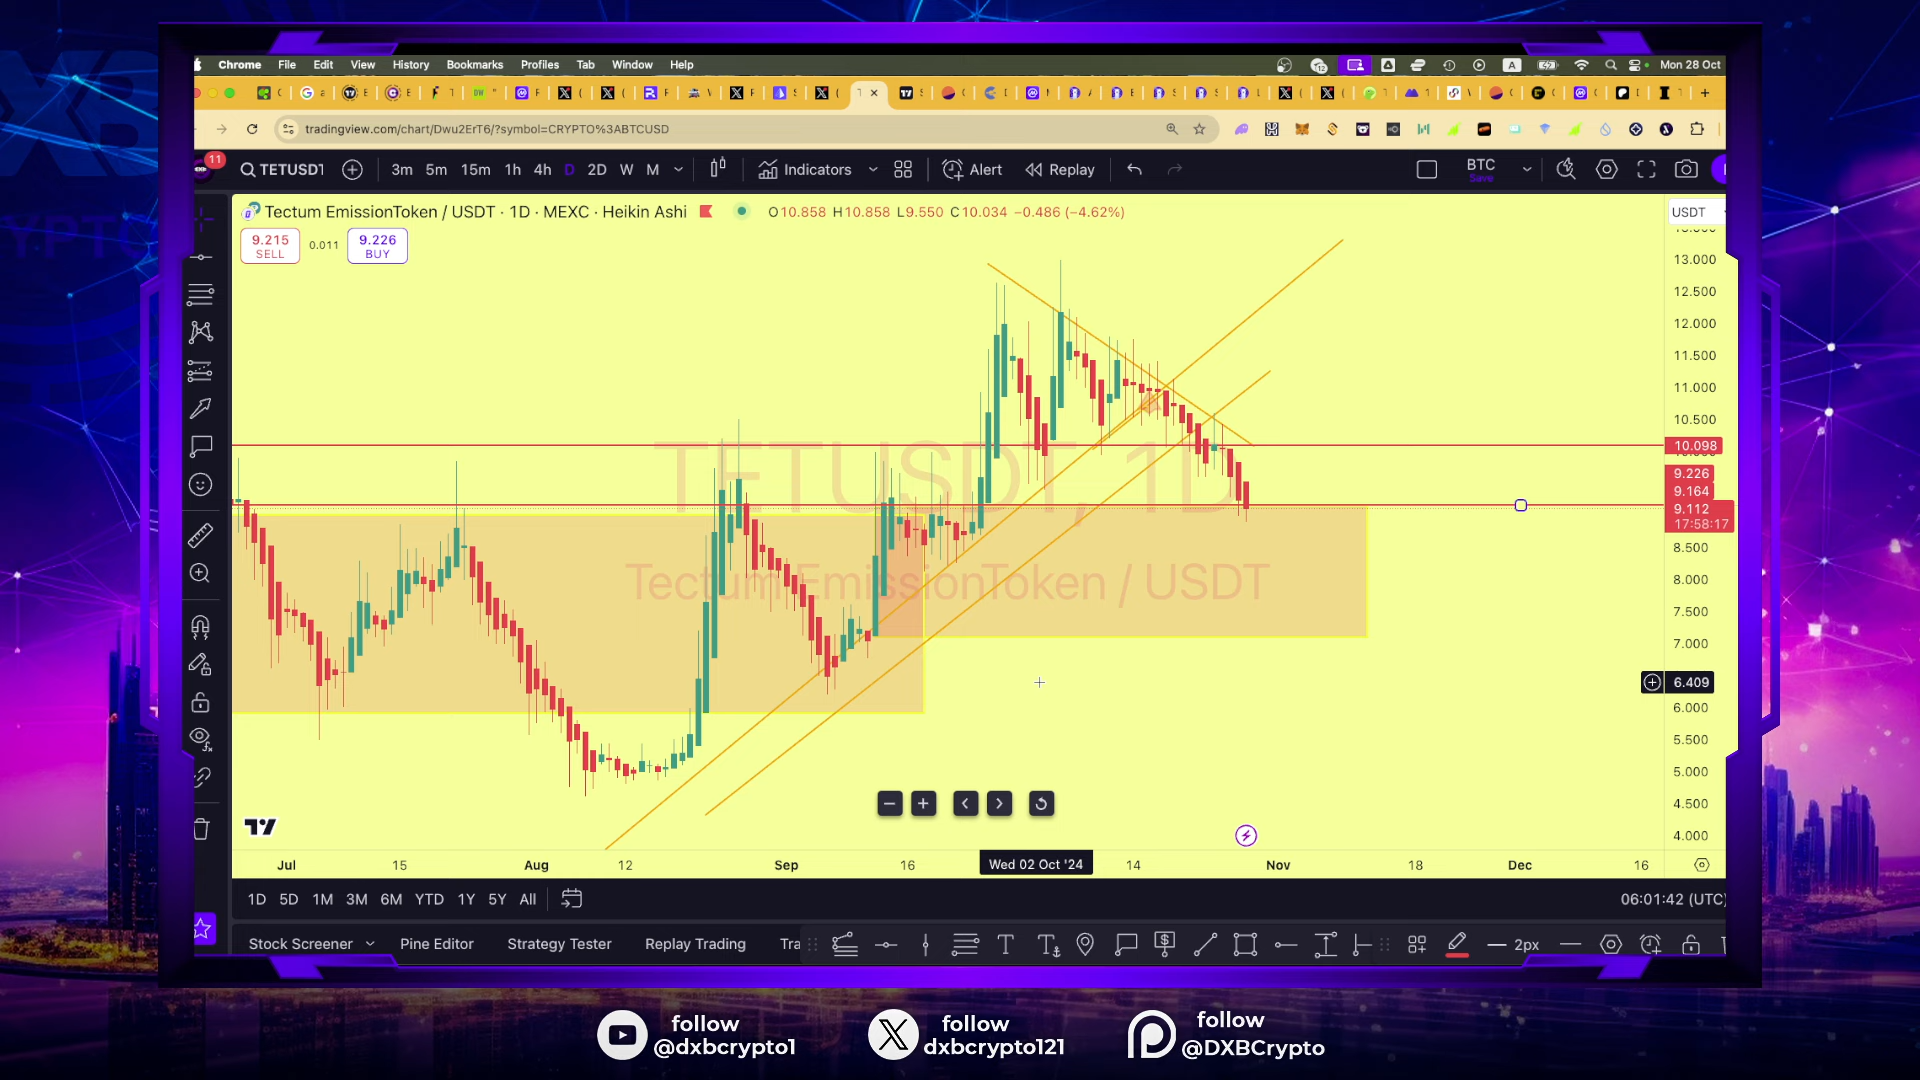 Chrome File Edit View History Bookmarks Profiles Tab Window Help
12
A
Mon 28 Oct
tradingview.com/chart/Dwu2ErT6/?symbol=CRYPTO%3ABTCUSD
11
TETUSDT
3m 5m 15m 1h 4h D 2D W M
Indicators
Alert
Replay
BTC
Save
Tectum EmissionToken / USDT · 1D · MEXC · Heikin Ashi
O10.858 H10.858 L9.550 C10.034 −0.486 (−4.62%)
USDT
9.215
SELL
0.011
9.226
BUY
13.000
12.500
12.000
11.500
11.000
10.500
10.098
9.226
9.164
9.112
17:58:17
8.500
8.000
7.500
7.000
6.409
6.000
5.500
5.000
4.500
4.000
TETUSDT, 1D
Tectum EmissionToken / USDT
Jul 15 Aug 12 Sep 16 Wed 02 Oct '24 14 Nov 18 Dec 16
1D 5D 1M 3M 6M YTD 1Y 5Y All
06:01:42 (UTC)
Stock Screener Pine Editor Strategy Tester Replay Trading Tra
2px
follow
@dxbcrypto1
follow
dxbcrypto121
follow
@DXBCrypto